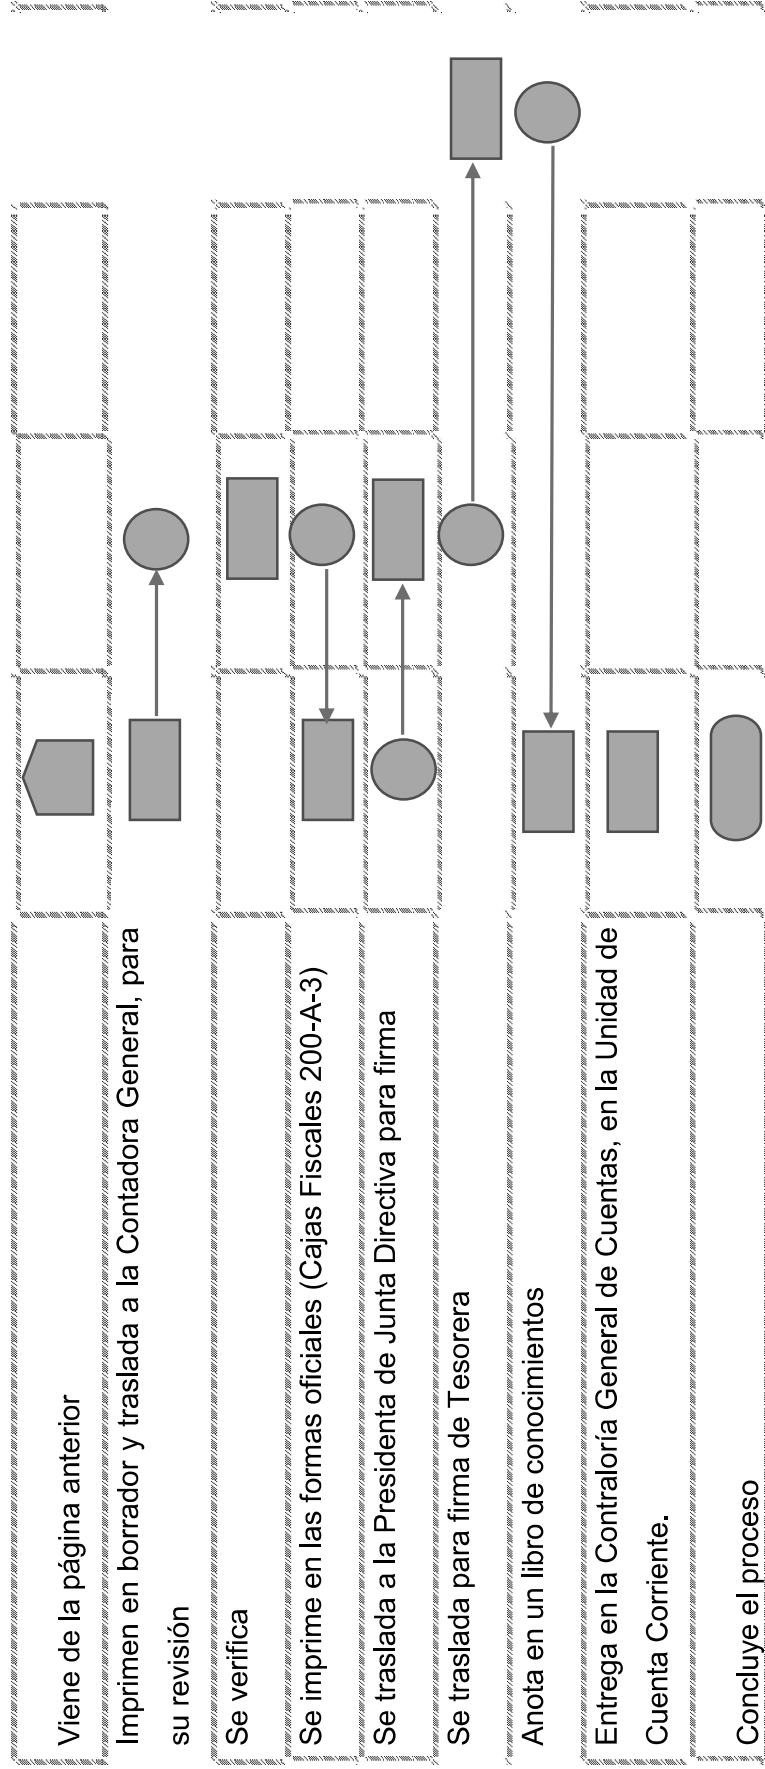 Viene de la página anterior
Imprimen en borrador y traslada a la Contadora General, para
su revisión
Se verifica
Se imprime en las formas oficiales (Cajas Fiscales 200-A-3)
Se traslada a la Presidenta de Junta Directiva para firma
Se traslada para firma de Tesorera
Anota en un libro de conocimientos
Entrega en la Contraloría General de Cuentas, en la Unidad de
Cuenta Corriente.
Concluye el proceso